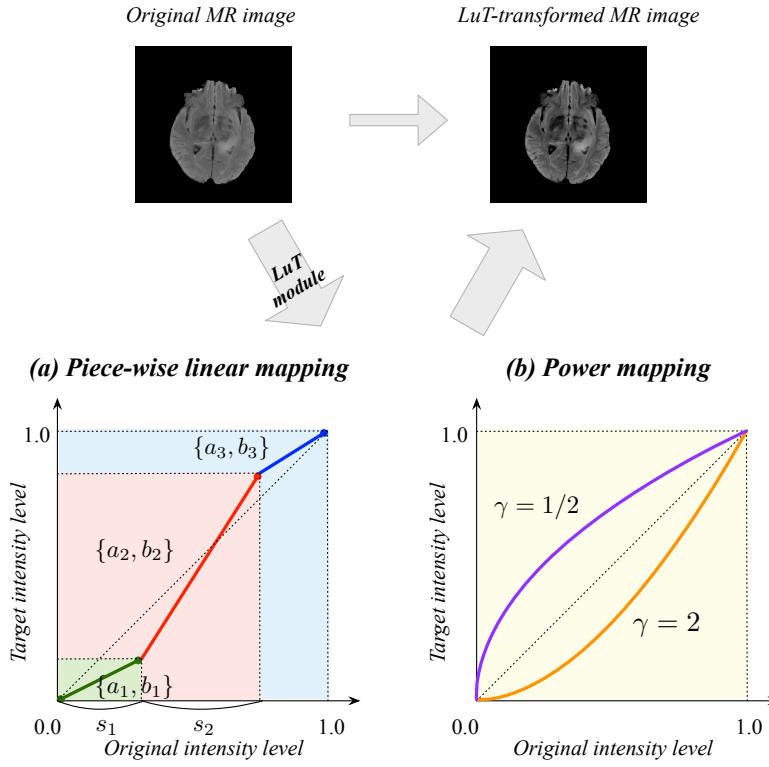 Original MR image
LuT-transformed MR image
LuT
module
(a) Piece-wise linear mapping
(b) Power mapping
1.0
{a₃, b₃}
{a₂, b₂}
{a₁, b₁}
Target intensity level
0.0
s₁
s₂
1.0
Original intensity level
1.0
γ = 1/2
γ = 2
Target intensity level
0.0
1.0
Original intensity level